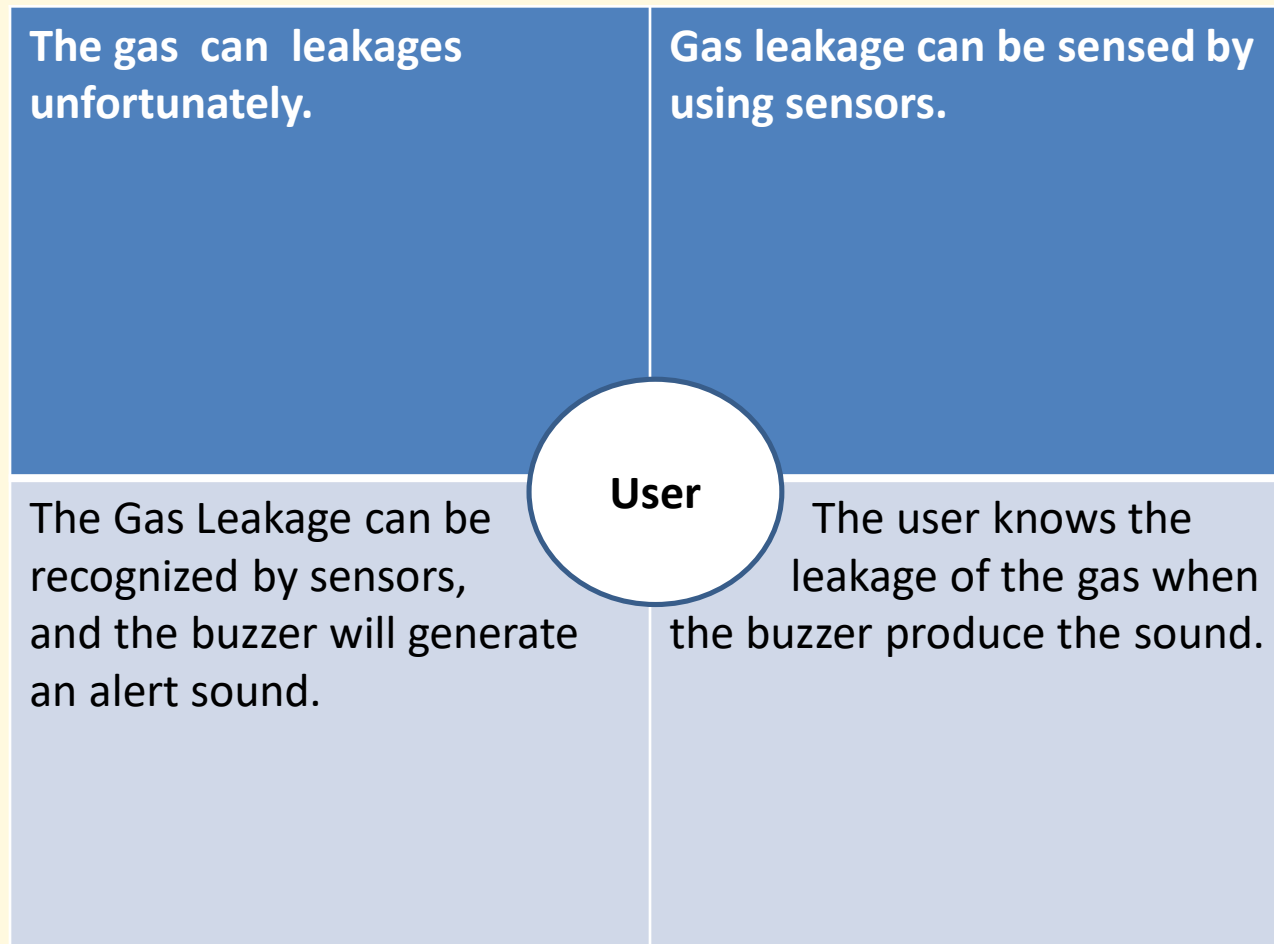 The gas  can  leakages
unfortunately.
Gas leakage can be sensed by
using sensors.
User
The Gas Leakage can be
recognized by sensors,
and the buzzer will generate
an alert sound.
The user knows the
leakage of the gas when
the buzzer produce the sound.